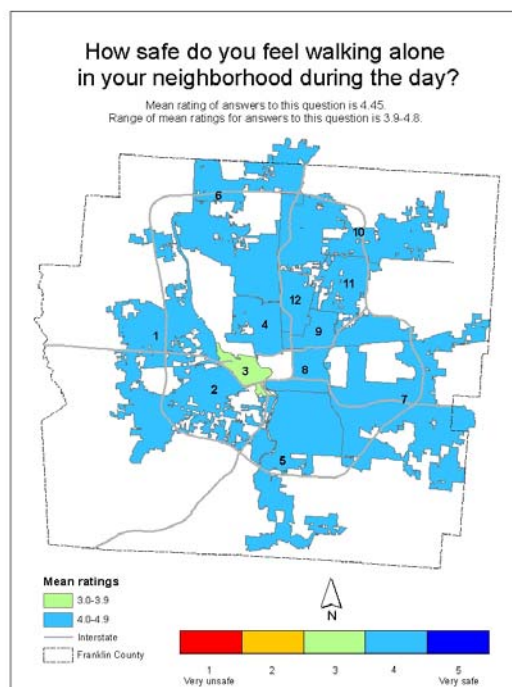 How safe do you feel walking alone
in your neighborhood during the day?
Mean rating of answers to this question is 4.45.
Range of mean ratings for answers to this question is 3.9-4.8.
6
10
11
12
4
9
1
3
8
2
7
5
Mean ratings
3.0-3.9
4.0-4.9
Interstate
Franklin County
N
1 2 3 4 5
Very unsafe Very safe